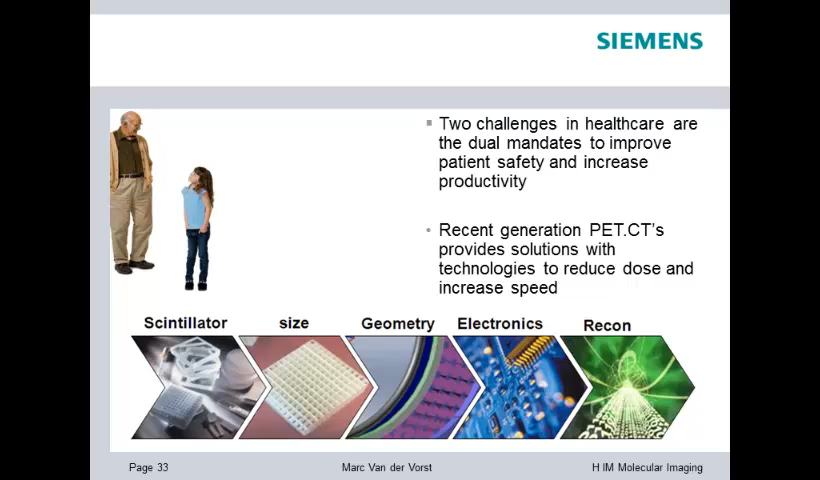 SIEMENS
▪ Two challenges in healthcare are
the dual mandates to improve
patient safety and increase
productivity
• Recent generation PET.CT's
provides solutions with
technologies to reduce dose and
increase speed
Scintillator size Geometry Electronics Recon
Page 33 Marc Van der Vorst H IM Molecular Imaging